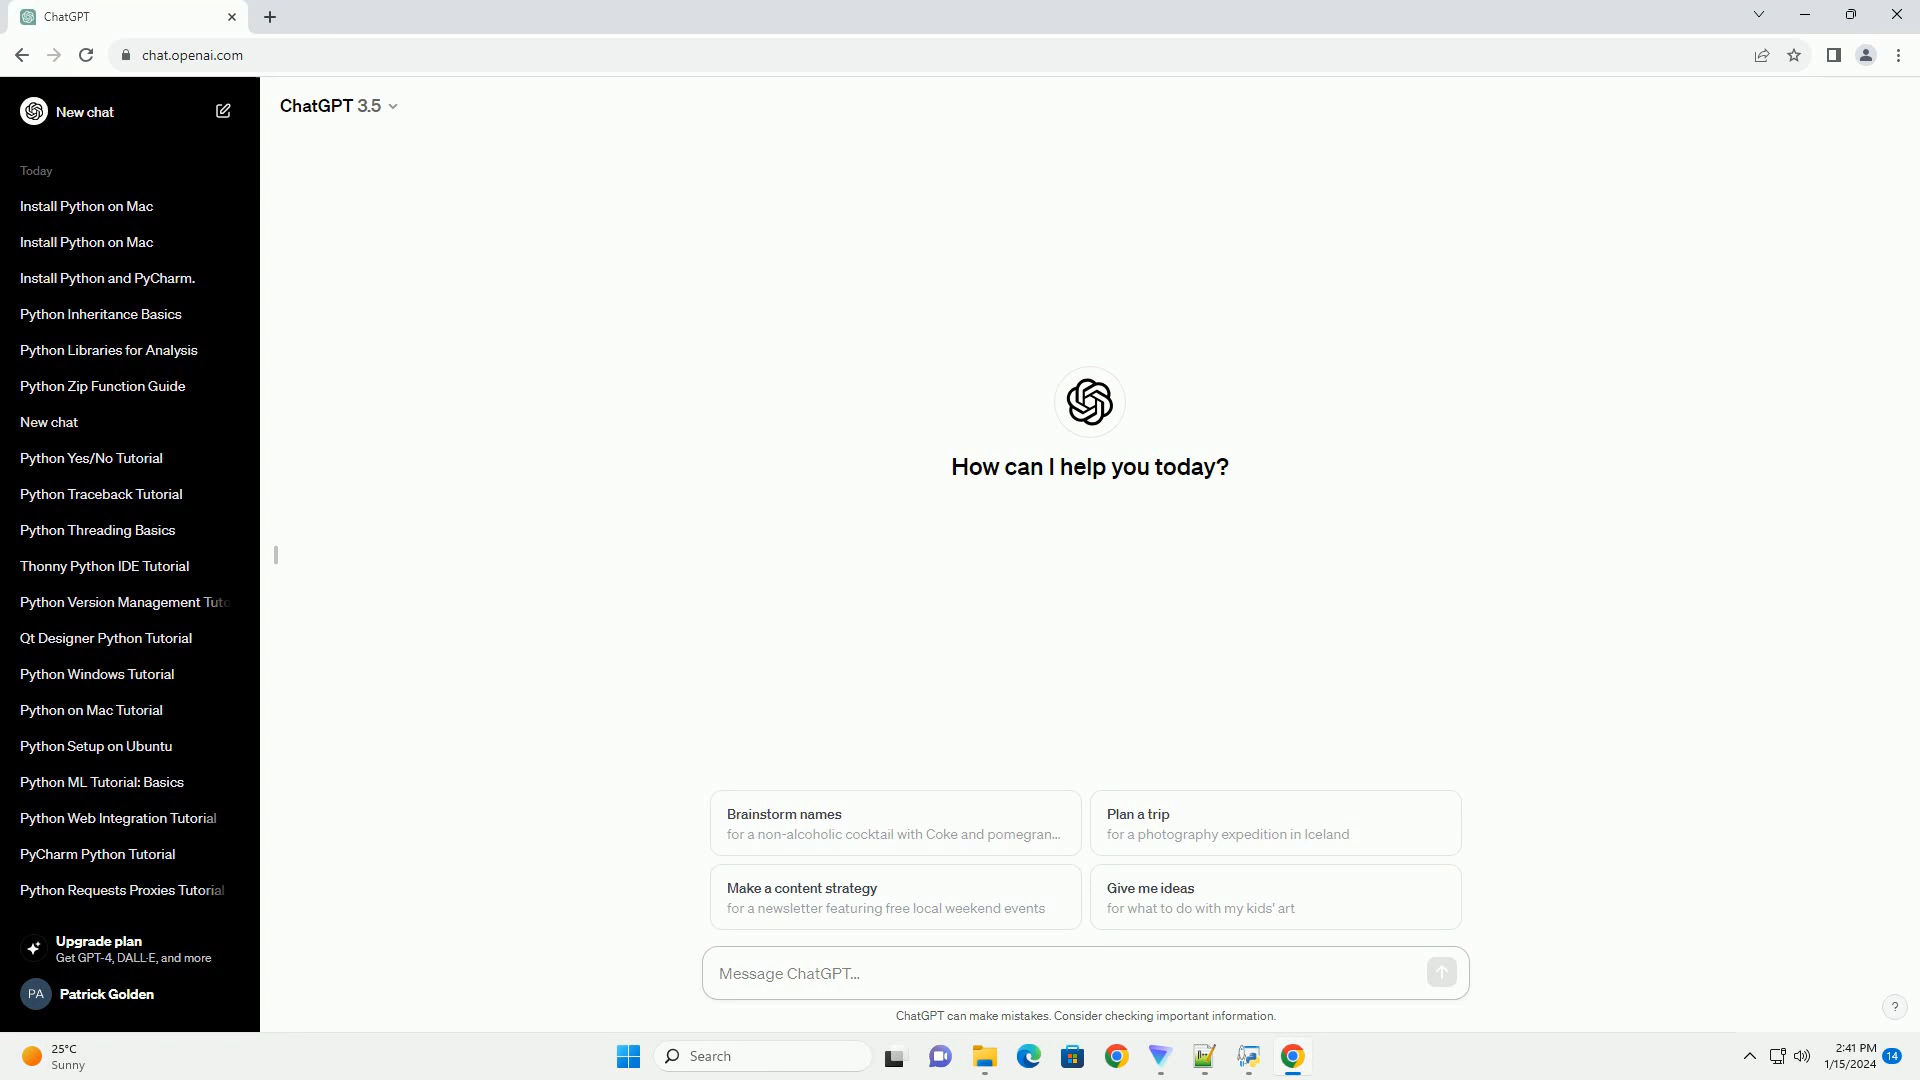 ChatGPT
chat.openai.com
New chat
Today
Install Python on Mac
Install Python on Mac
Install Python and PyCharm.
Python Inheritance Basics
Python Libraries for Analysis
Python Zip Function Guide
New chat
Python Yes/No Tutorial
Python Traceback Tutorial
Python Threading Basics
Thonny Python IDE Tutorial
Python Version Management Tuto
Qt Designer Python Tutorial
Python Windows Tutorial
Python on Mac Tutorial
Python Setup on Ubuntu
Python ML Tutorial: Basics
Python Web Integration Tutorial
PyCharm Python Tutorial
Python Requests Proxies Tutorial
Upgrade plan
Get GPT-4, DALL·E, and more
PA Patrick Golden
ChatGPT 3.5
How can I help you today?
Brainstorm names
for a non-alcoholic cocktail with Coke and pomegran...
Plan a trip
for a photography expedition in Iceland
Make a content strategy
for a newsletter featuring free local weekend events
Give me ideas
for what to do with my kids' art
Message ChatGPT...
ChatGPT can make mistakes. Consider checking important information.
?
25°C
Sunny
Search
2:41 PM
1/15/2024
14